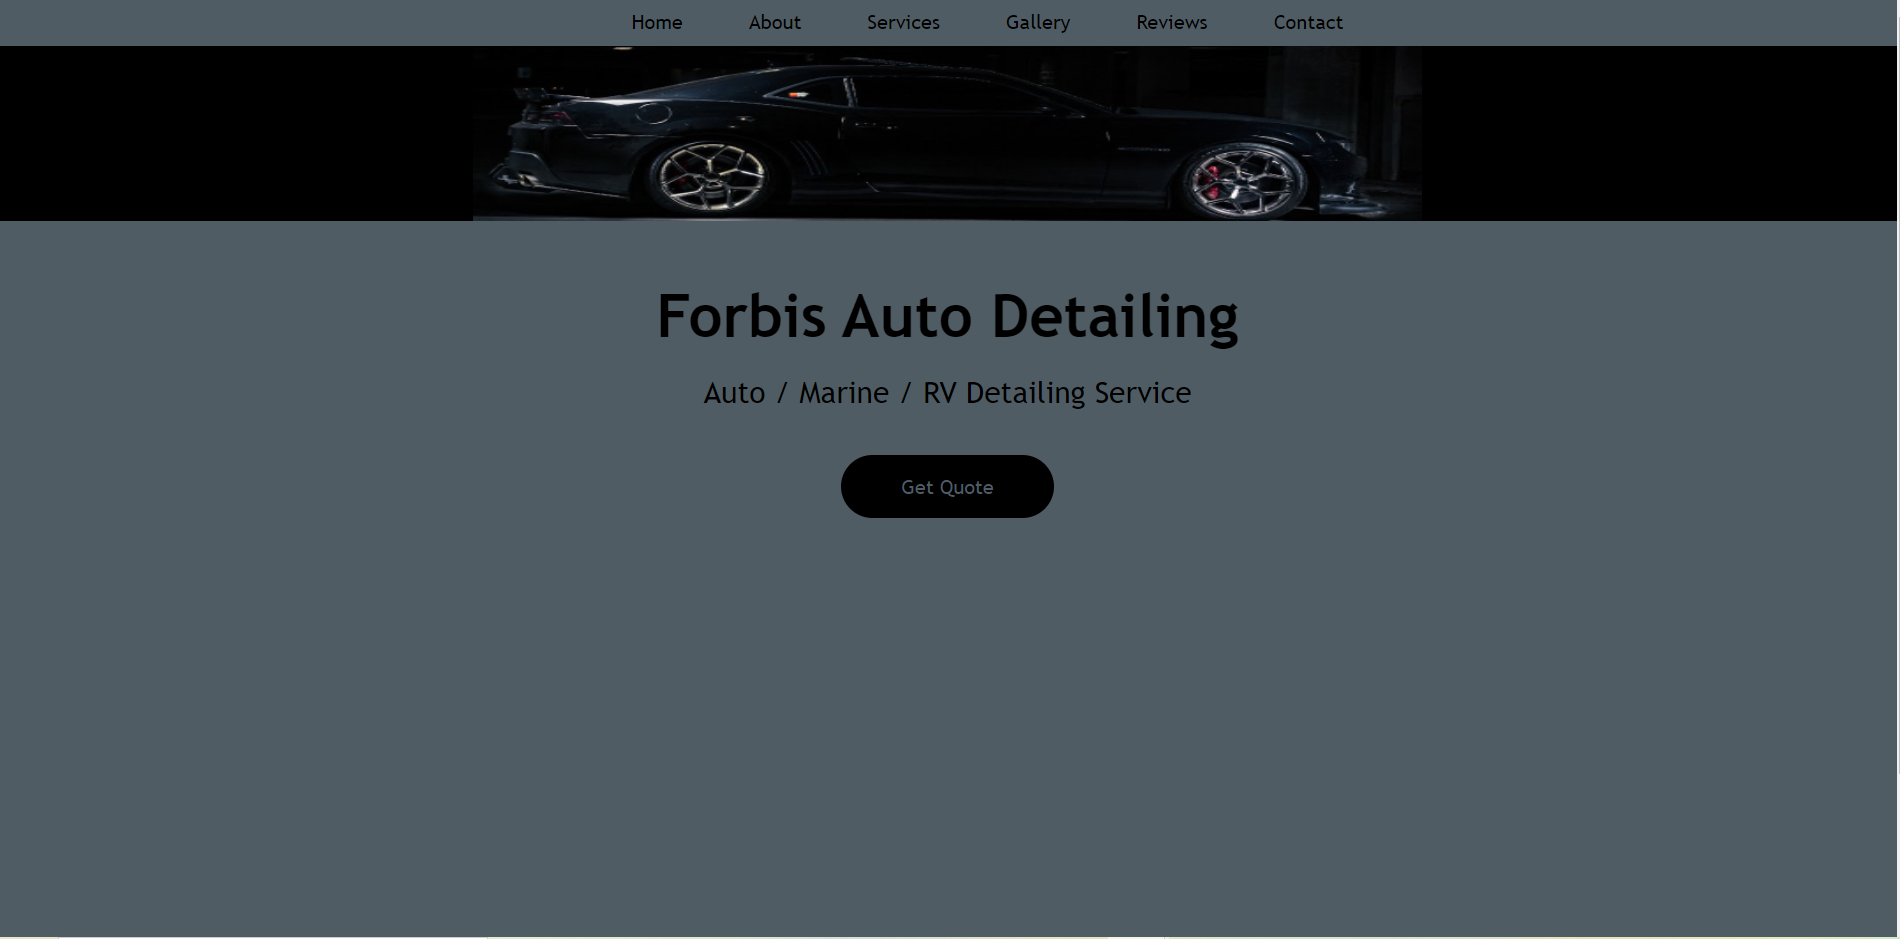 Home About Services Gallery Reviews Contact
Forbis Auto Detailing
Auto / Marine / RV Detailing Service
Get Quote